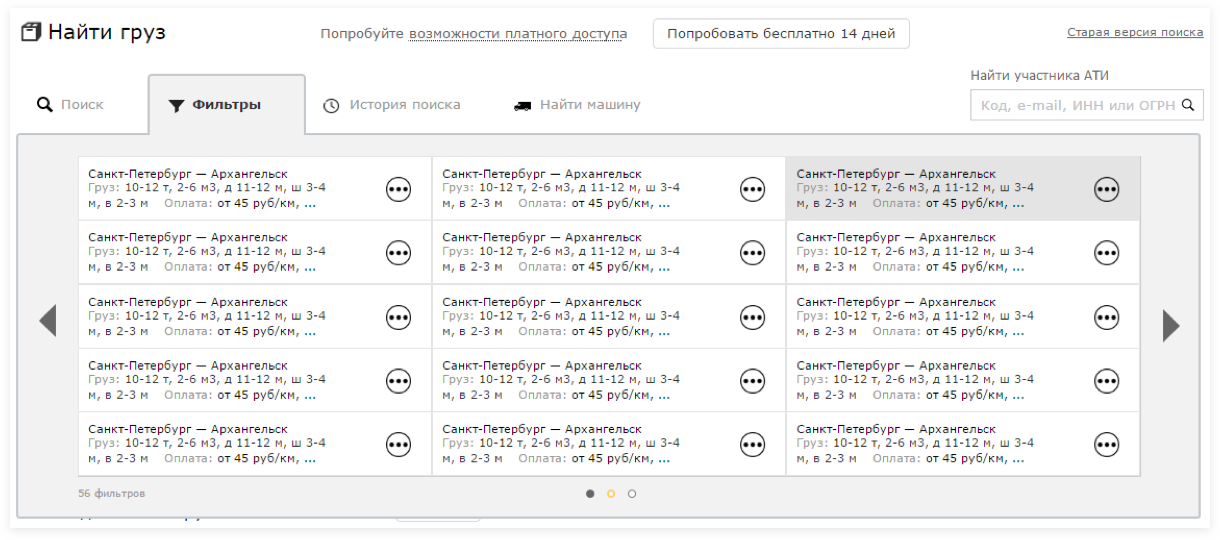 Найти груз
Попробуйте возможности платного доступа
Попробовать бесплатно 14 дней
Старая версия поиска
Поиск
Фильтры
История поиска
Найти машину
Найти участника АТИ
Код, e-mail, ИНН или ОГРН
Санкт-Петербург — Архангельск
Груз: 10-12 т, 2-6 м3, д 11-12 м, ш 3-4
м, в 2-3 м Оплата: от 45 руб/км, ...
Санкт-Петербург — Архангельск
Груз: 10-12 т, 2-6 м3, д 11-12 м, ш 3-4
м, в 2-3 м Оплата: от 45 руб/км, ...
Санкт-Петербург — Архангельск
Груз: 10-12 т, 2-6 м3, д 11-12 м, ш 3-4
м, в 2-3 м Оплата: от 45 руб/км, ...
Санкт-Петербург — Архангельск
Груз: 10-12 т, 2-6 м3, д 11-12 м, ш 3-4
м, в 2-3 м Оплата: от 45 руб/км, ...
Санкт-Петербург — Архангельск
Груз: 10-12 т, 2-6 м3, д 11-12 м, ш 3-4
м, в 2-3 м Оплата: от 45 руб/км, ...
Санкт-Петербург — Архангельск
Груз: 10-12 т, 2-6 м3, д 11-12 м, ш 3-4
м, в 2-3 м Оплата: от 45 руб/км, ...
Санкт-Петербург — Архангельск
Груз: 10-12 т, 2-6 м3, д 11-12 м, ш 3-4
м, в 2-3 м Оплата: от 45 руб/км, ...
Санкт-Петербург — Архангельск
Груз: 10-12 т, 2-6 м3, д 11-12 м, ш 3-4
м, в 2-3 м Оплата: от 45 руб/км, ...
Санкт-Петербург — Архангельск
Груз: 10-12 т, 2-6 м3, д 11-12 м, ш 3-4
м, в 2-3 м Оплата: от 45 руб/км, ...
Санкт-Петербург — Архангельск
Груз: 10-12 т, 2-6 м3, д 11-12 м, ш 3-4
м, в 2-3 м Оплата: от 45 руб/км, ...
Санкт-Петербург — Архангельск
Груз: 10-12 т, 2-6 м3, д 11-12 м, ш 3-4
м, в 2-3 м Оплата: от 45 руб/км, ...
Санкт-Петербург — Архангельск
Груз: 10-12 т, 2-6 м3, д 11-12 м, ш 3-4
м, в 2-3 м Оплата: от 45 руб/км, ...
Санкт-Петербург — Архангельск
Груз: 10-12 т, 2-6 м3, д 11-12 м, ш 3-4
м, в 2-3 м Оплата: от 45 руб/км, ...
Санкт-Петербург — Архангельск
Груз: 10-12 т, 2-6 м3, д 11-12 м, ш 3-4
м, в 2-3 м Оплата: от 45 руб/км, ...
Санкт-Петербург — Архангельск
Груз: 10-12 т, 2-6 м3, д 11-12 м, ш 3-4
м, в 2-3 м Оплата: от 45 руб/км, ...
56 фильтров